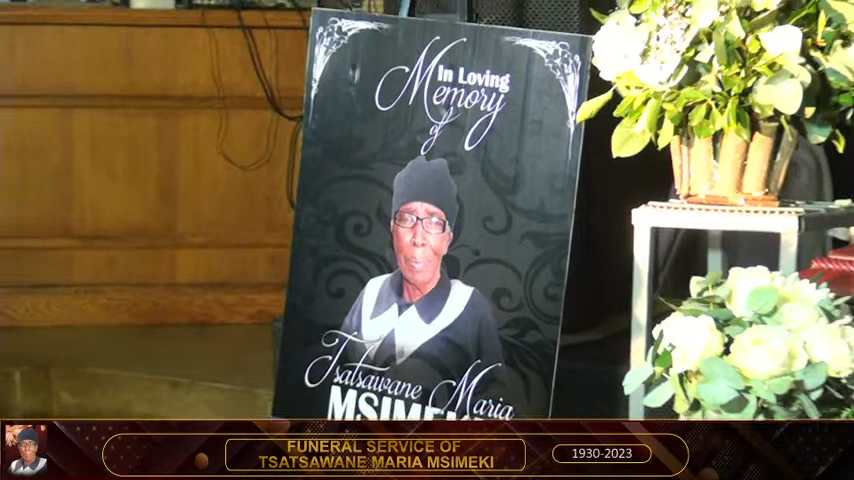 In Loving
Memory
of
Tsatsawane Maria
FUNERAL SERVICE OF
TSATSAWANE MARIA MSIMEKI
1930-2023